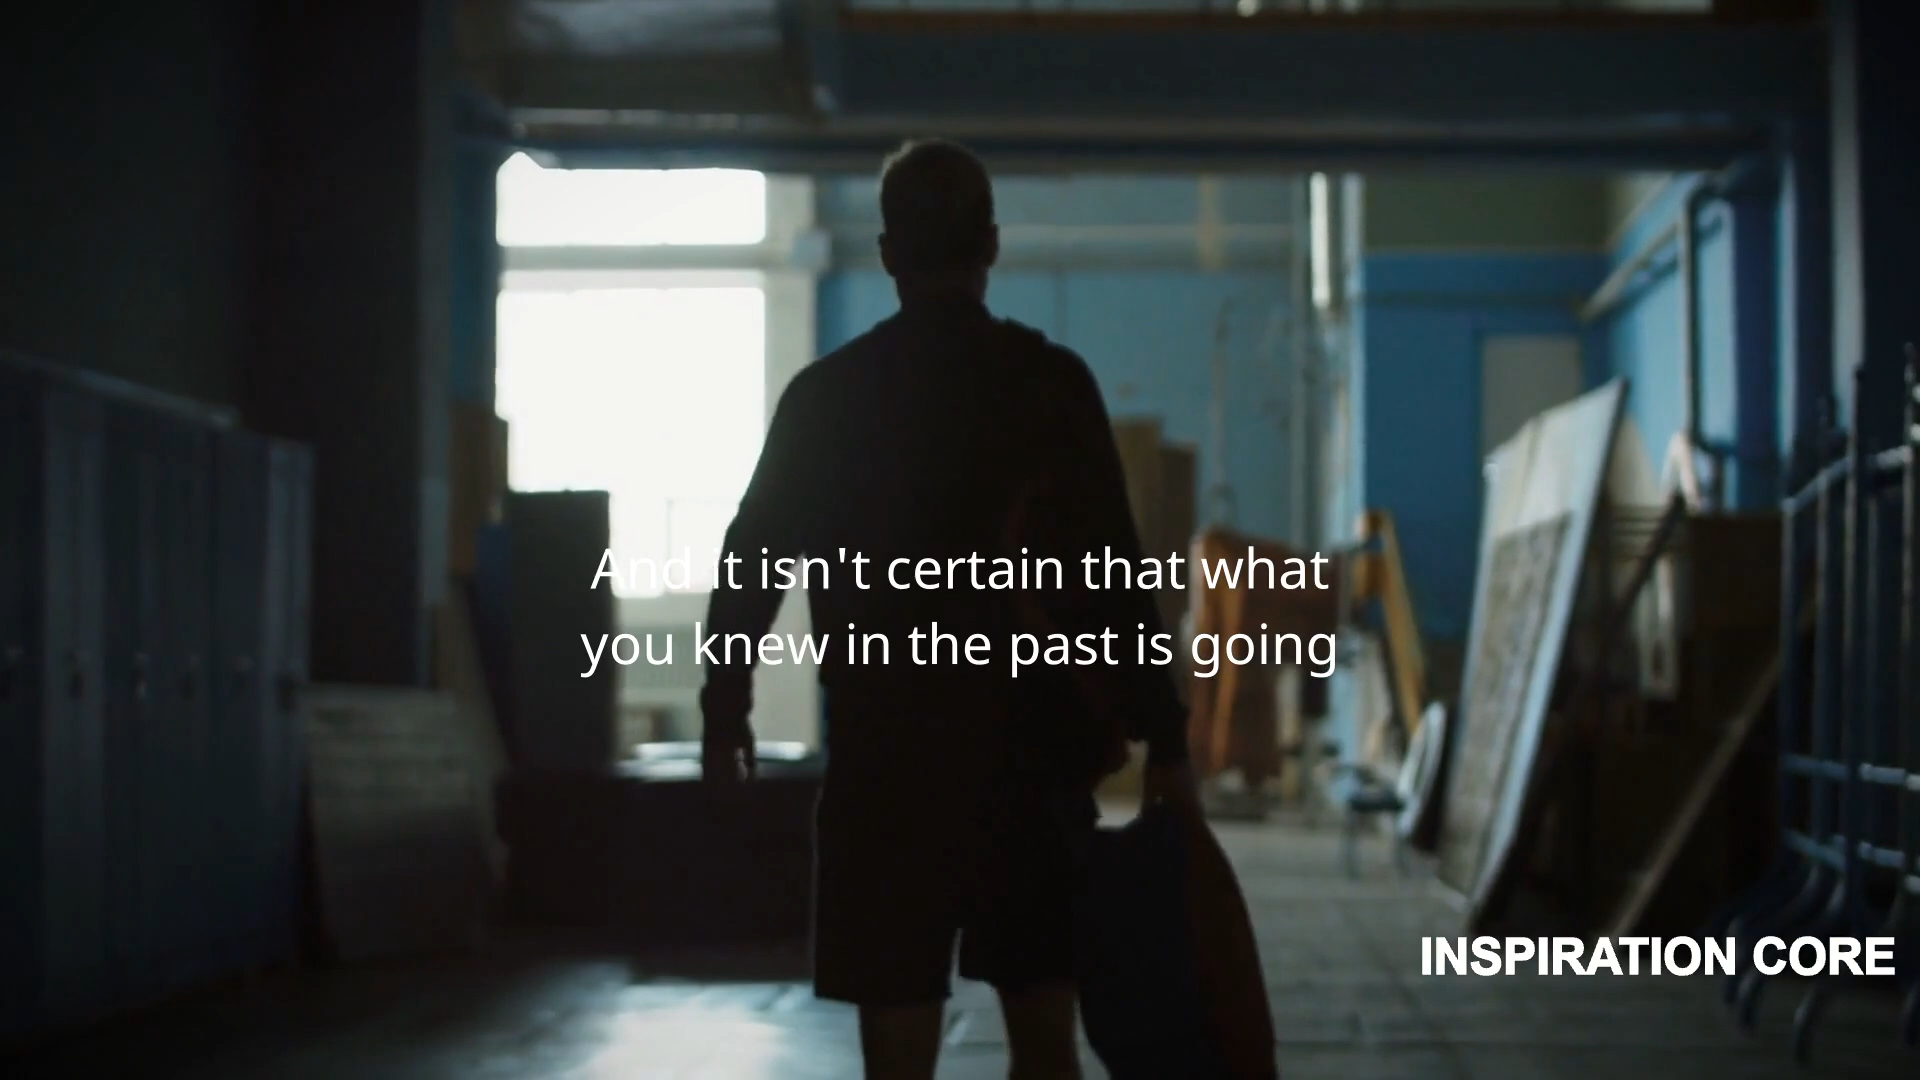 And it isn't certain that what
you knew in the past is going
INSPIRATION CORE